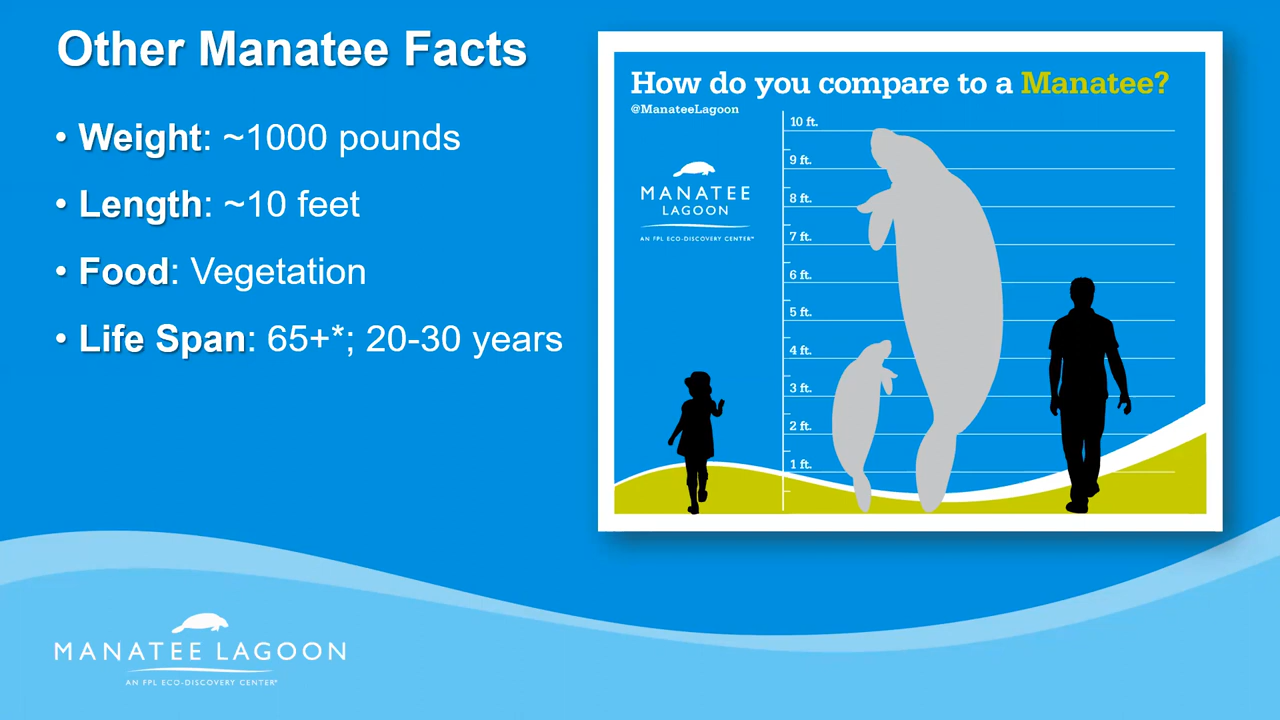 Other Manatee Facts
• Weight: ~1000 pounds
• Length: ~10 feet
• Food: Vegetation
• Life Span: 65+*; 20-30 years
How do you compare to a Manatee?
@ManateeLagoon
MANATEE
LAGOON
AN FPL ECO-DISCOVERY CENTER℠
10 ft.
9 ft.
8 ft.
7 ft.
6 ft.
5 ft.
4 ft.
3 ft.
2 ft.
1 ft.
MANATEE LAGOON
AN FPL ECO-DISCOVERY CENTER℠